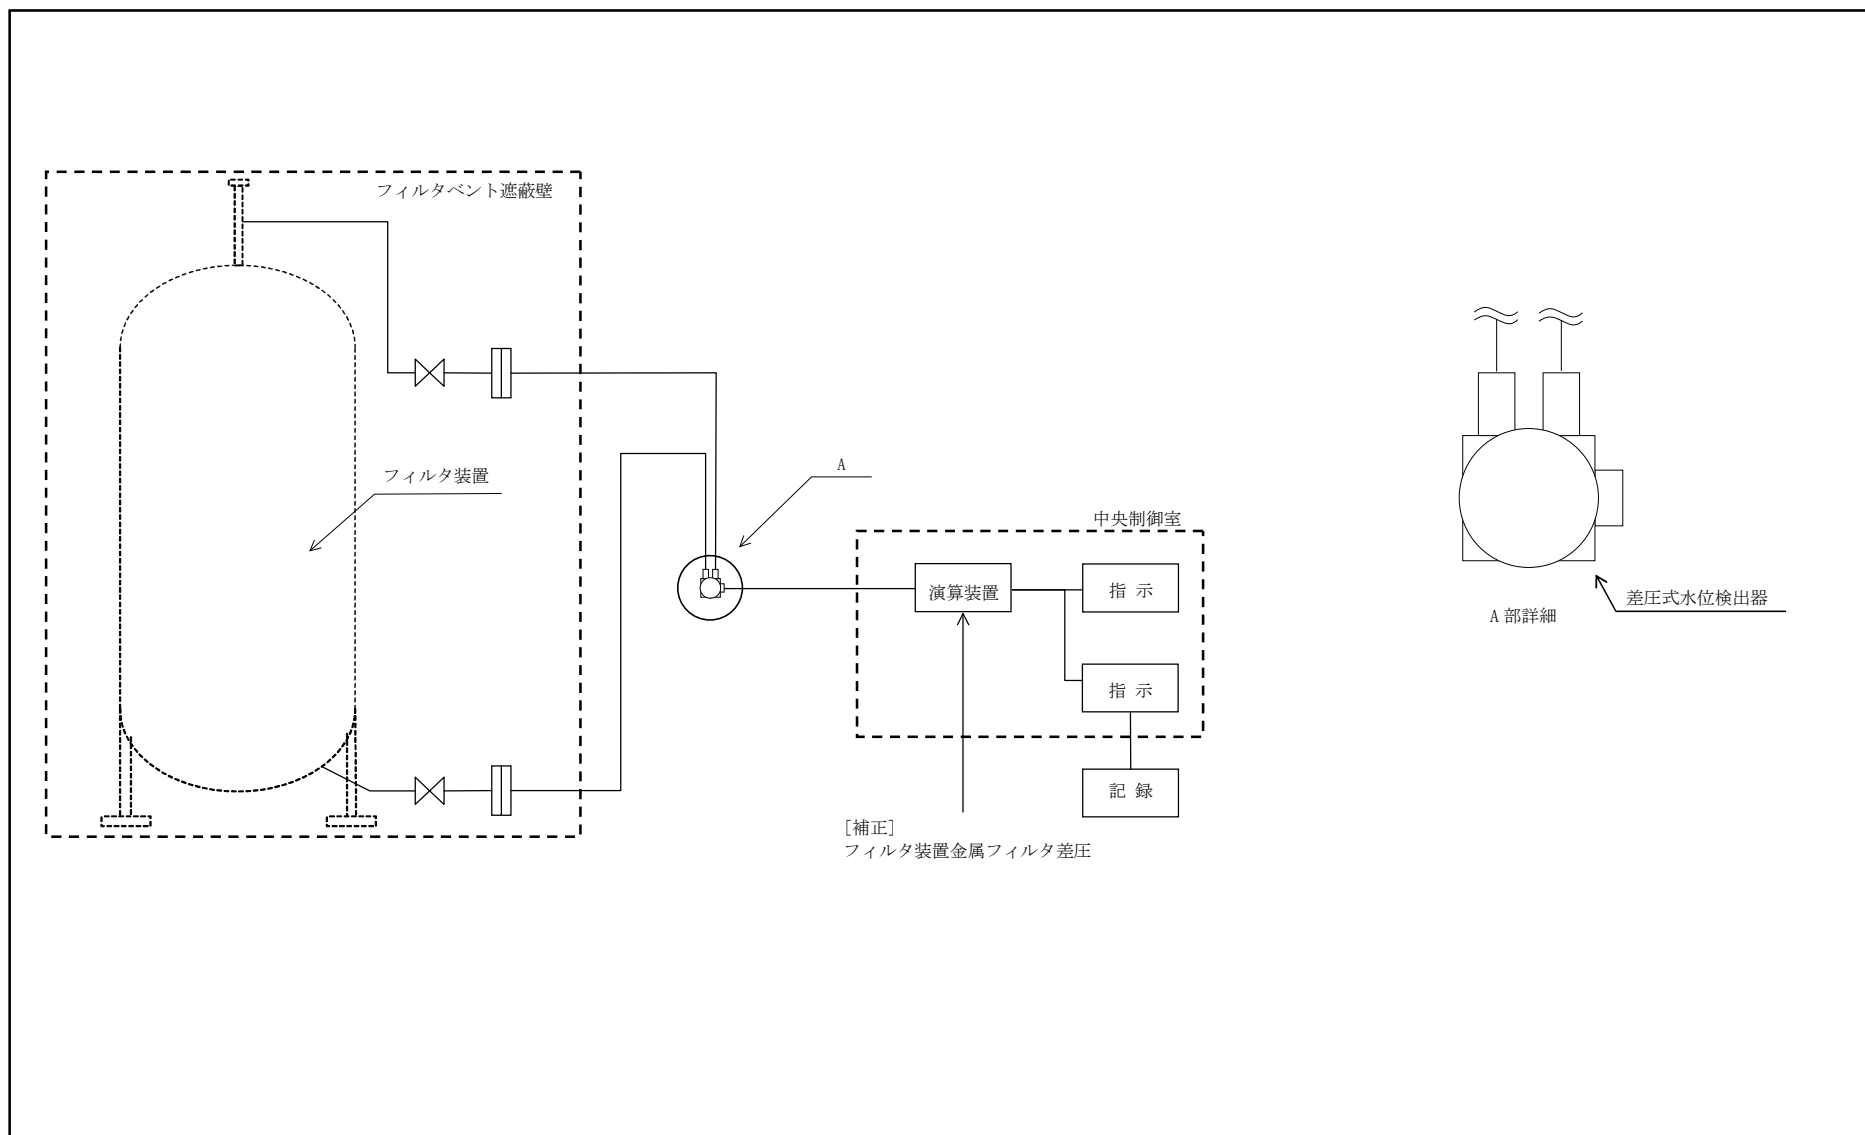 フィルタベント遮蔽壁
フィルタ装置
A
中央制御室
演算装置
指 示
指 示
記 録
[補正]
フィルタ装置金属フィルタ差圧
差圧式水位検出器
A 部詳細